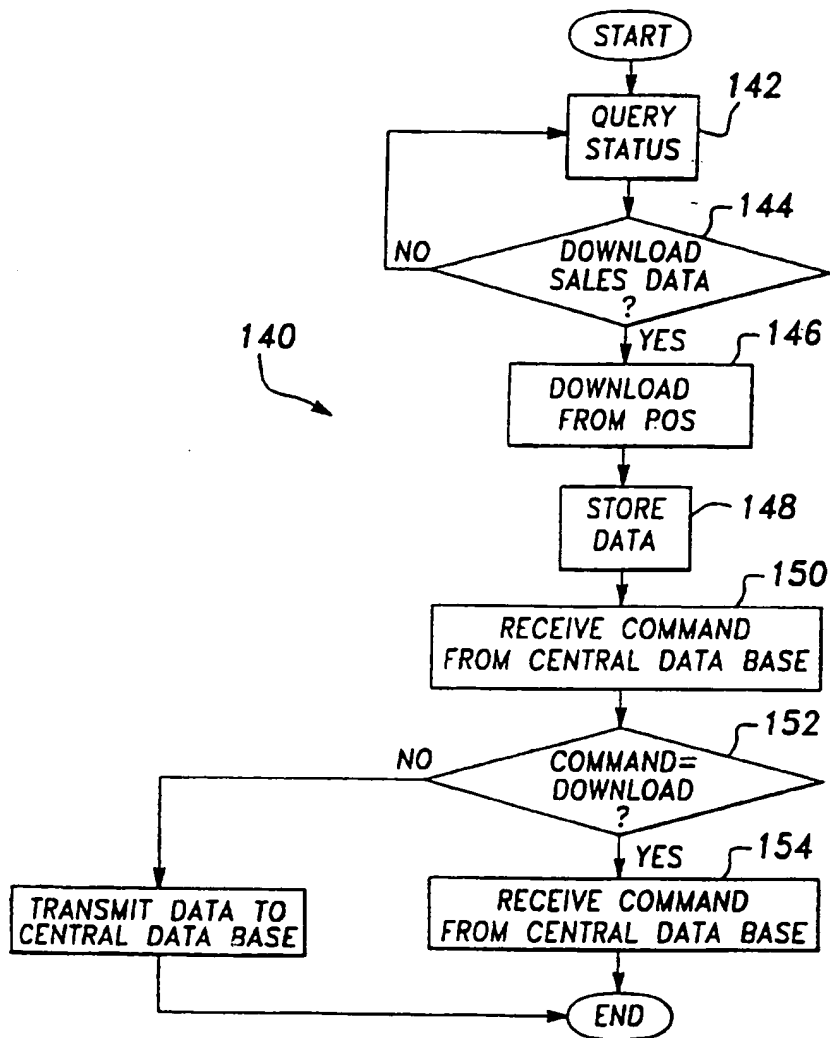 START
142
QUERY
STATUS
144
NO
DOWNLOAD
SALES DATA
?
140
YES
146
DOWNLOAD
FROM POS
148
STORE
DATA
150
RECEIVE COMMAND
FROM CENTRAL DATA BASE
152
NO
COMMAND=
DOWNLOAD
?
YES
154
TRANSMIT DATA TO
CENTRAL DATA BASE
RECEIVE COMMAND
FROM CENTRAL DATA BASE
END